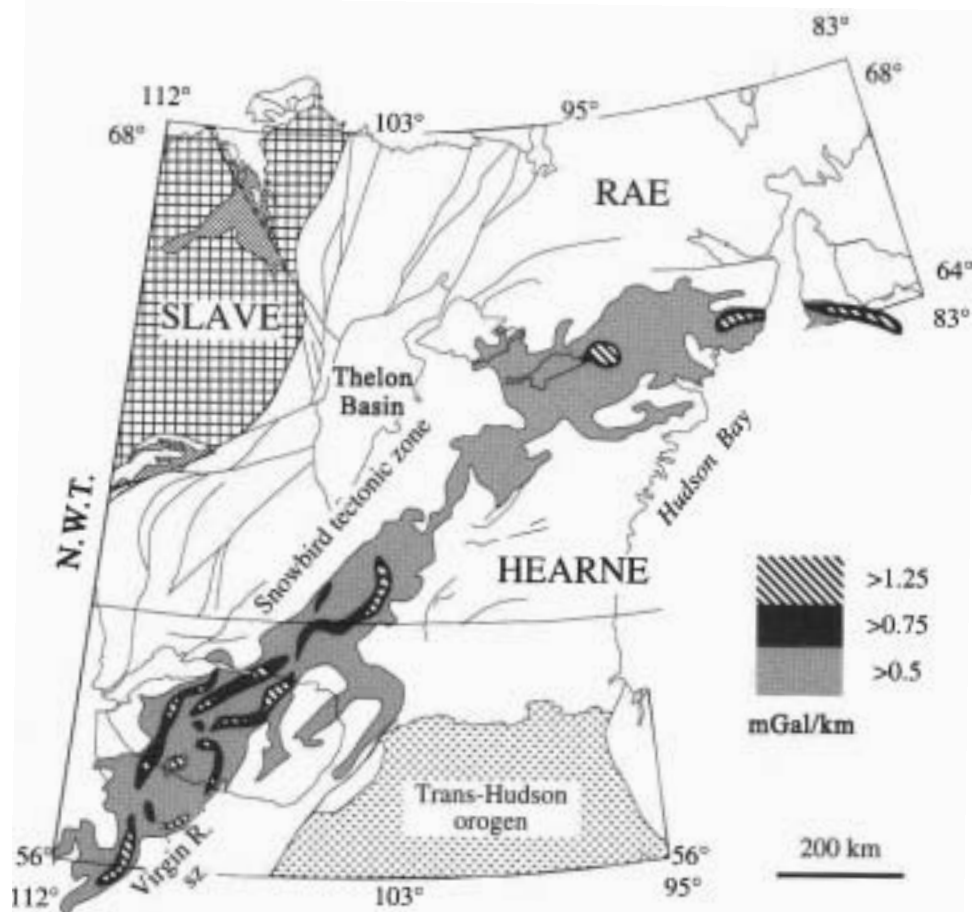 83°
112°
68°
68°
103°
95°
RAE
64°
83°
SLAVE
Thelon
Basin
Snowbird tectonic zone
Hudson Bay
N.W.T.
HEARNE
>1.25
>0.75
>0.5
mGal/km
Trans-Hudson
orogen
200 km
Virgin R.
sz
56°
56°
112°
103°
95°